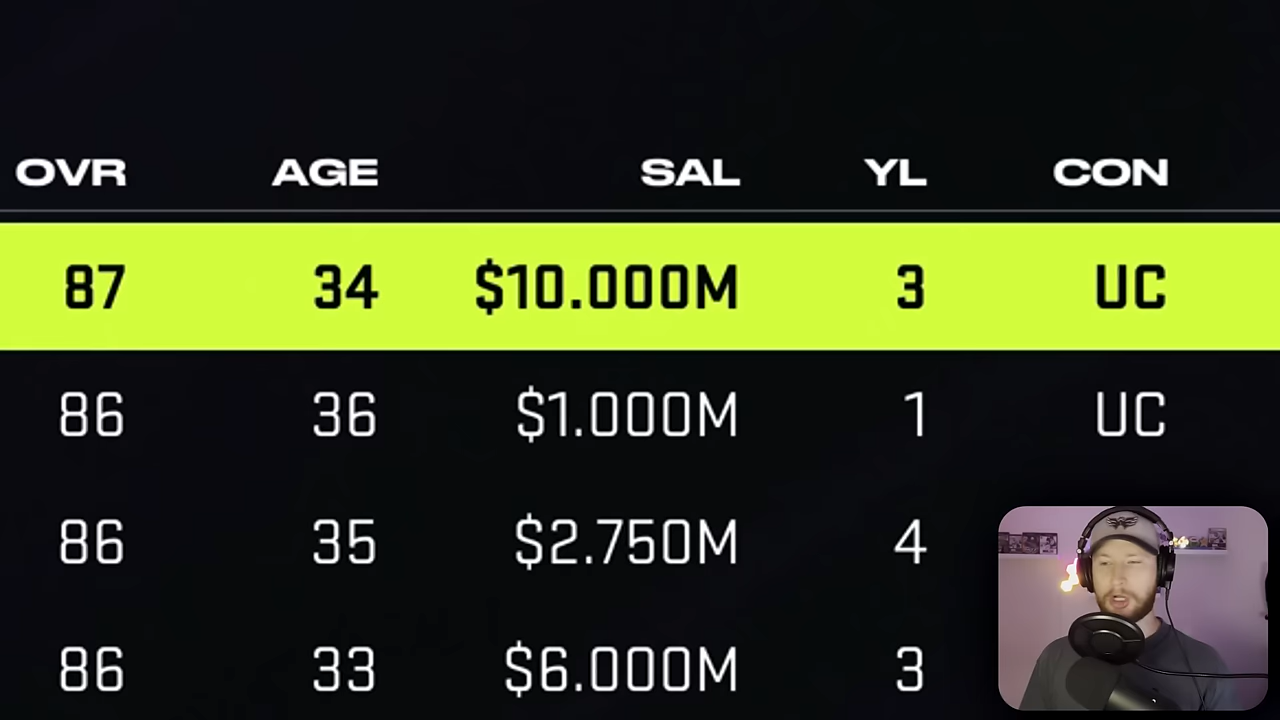 OVR AGE SAL YL CON
87 34 $10.000M 3 UC
86 36 $1.000M 1 UC
86 35 $2.750M 4
86 33 $6.000M 3